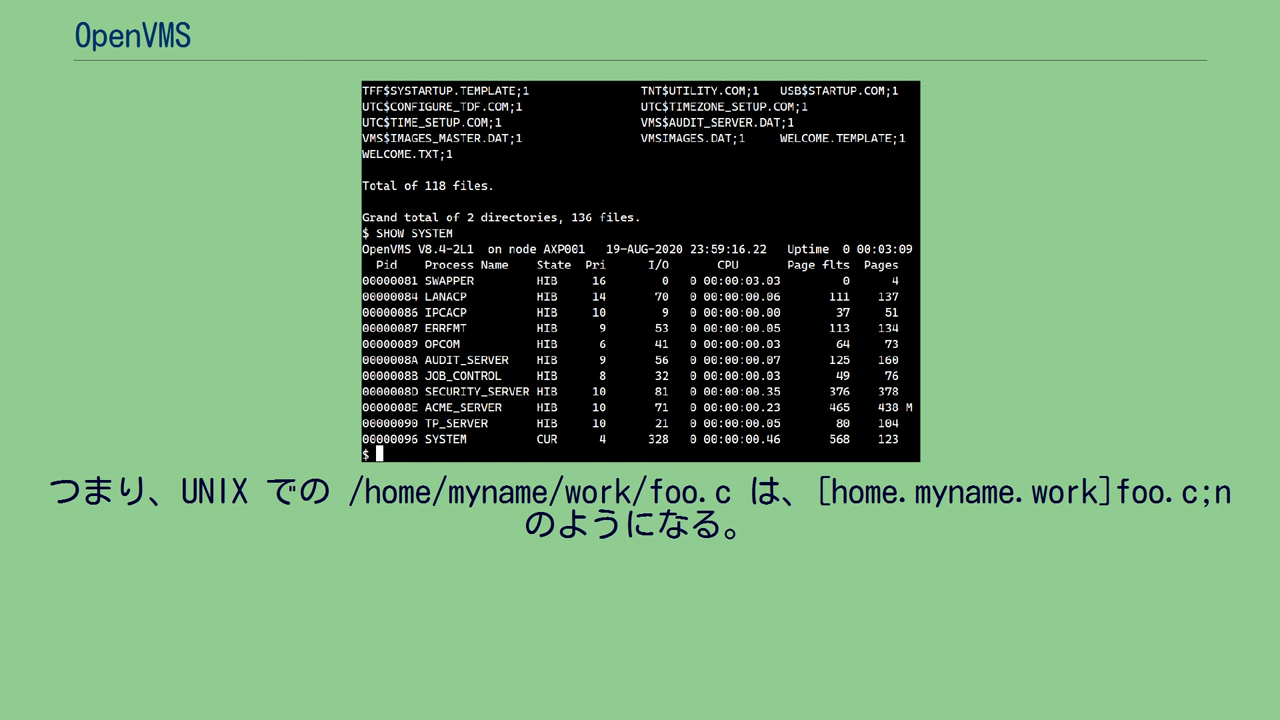 OpenVMS
TFF$SYSTARTUP.TEMPLATE;1 TNT$UTILITY.COM;1 USB$STARTUP.COM;1
UTC$CONFIGURE_TDF.COM;1 UTC$TIMEZONE_SETUP.COM;1
UTC$TIME_SETUP.COM;1 VMS$AUDIT_SERVER.DAT;1
VMS$IMAGES_MASTER.DAT;1 VMSIMAGES.DAT;1 WELCOME.TEMPLATE;1
WELCOME.TXT;1
Total of 118 files.
Grand total of 2 directories, 136 files.
$ SHOW SYSTEM
OpenVMS V8.4-2L1 on node AXP001 19-AUG-2020 23:59:16.22 Uptime 0 00:03:09
Pid Process Name State Pri I/O CPU Page flts Pages
00000081 SWAPPER HIB 16 0 0 00:00:03.03 0 4
00000084 LANACP HIB 14 70 0 00:00:00.06 111 137
00000086 IPCACP HIB 10 9 0 00:00:00.00 37 51
00000087 ERRFMT HIB 9 53 0 00:00:00.05 113 134
00000089 OPCOM HIB 6 41 0 00:00:00.03 64 73
0000008A AUDIT_SERVER HIB 9 56 0 00:00:00.07 125 160
0000008B JOB_CONTROL HIB 8 32 0 00:00:00.03 49 76
0000008D SECURITY_SERVER HIB 10 81 0 00:00:00.35 376 378
0000008E ACME_SERVER HIB 10 71 0 00:00:00.23 465 438 M
00000090 TP_SERVER HIB 10 21 0 00:00:00.05 80 104
00000096 SYSTEM CUR 4 328 0 00:00:00.46 568 123
$
つまり、UNIX での /home/myname/work/foo.c は、[home.myname.work]foo.c;n
のようになる。